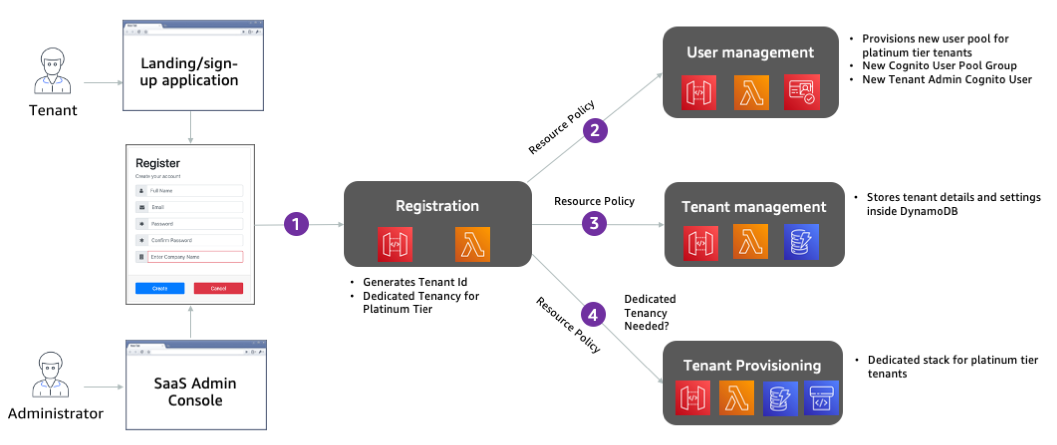 Tenant
Landing/sign-
up application
Register
Create your account
Full Name
Email
Password
Confirm Password
Enter Company Name
Create
Cancel
Administrator
SaaS Admin
Console
1
Registration
• Generates Tenant Id
• Dedicated Tenancy for
Platinum Tier
Resource Policy
2
User management
• Provisions new user pool for
platinum tier tenants
• New Cognito User Pool Group
• New Tenant Admin Cognito User
Resource Policy
3
Tenant management
• Stores tenant details and settings
inside DynamoDB
Resource Policy
4
Dedicated
Tenancy
Needed?
Tenant Provisioning
• Dedicated stack for platinum tier
tenants